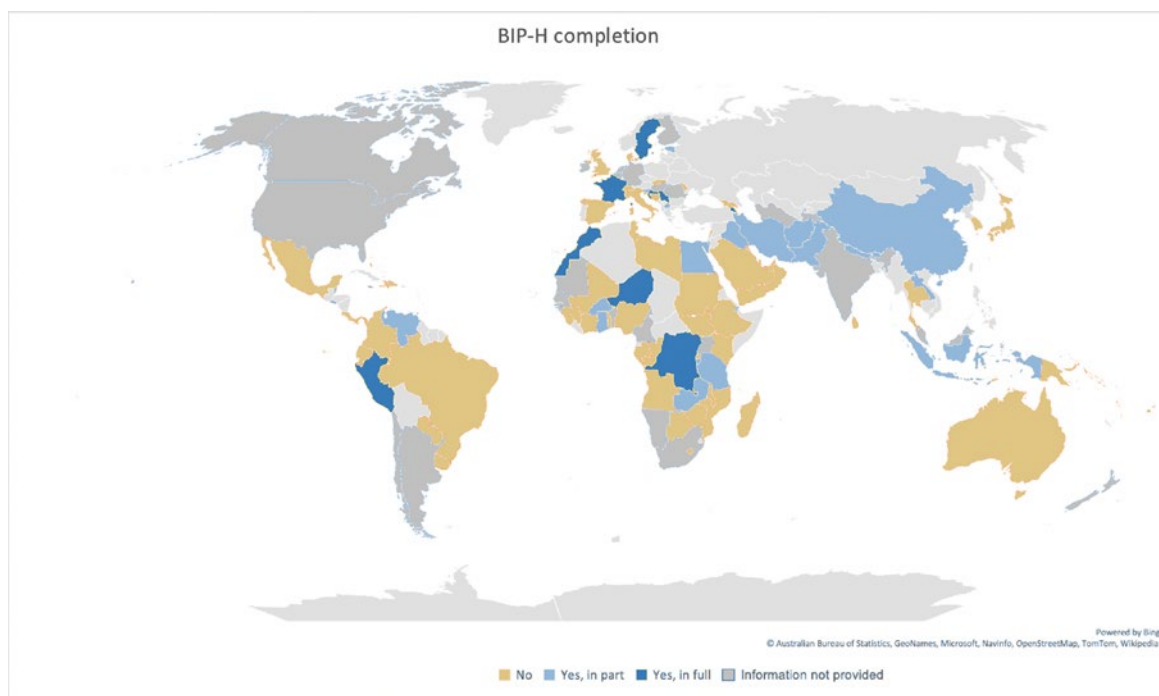 BIP-H completion
Powered by Bing
© Australian Bureau of Statistics, GeoNames, Microsoft, Navinfo, OpenStreetMap, TomTom, Wikipedia
No
Yes, in part
Yes, in full
Information not provided